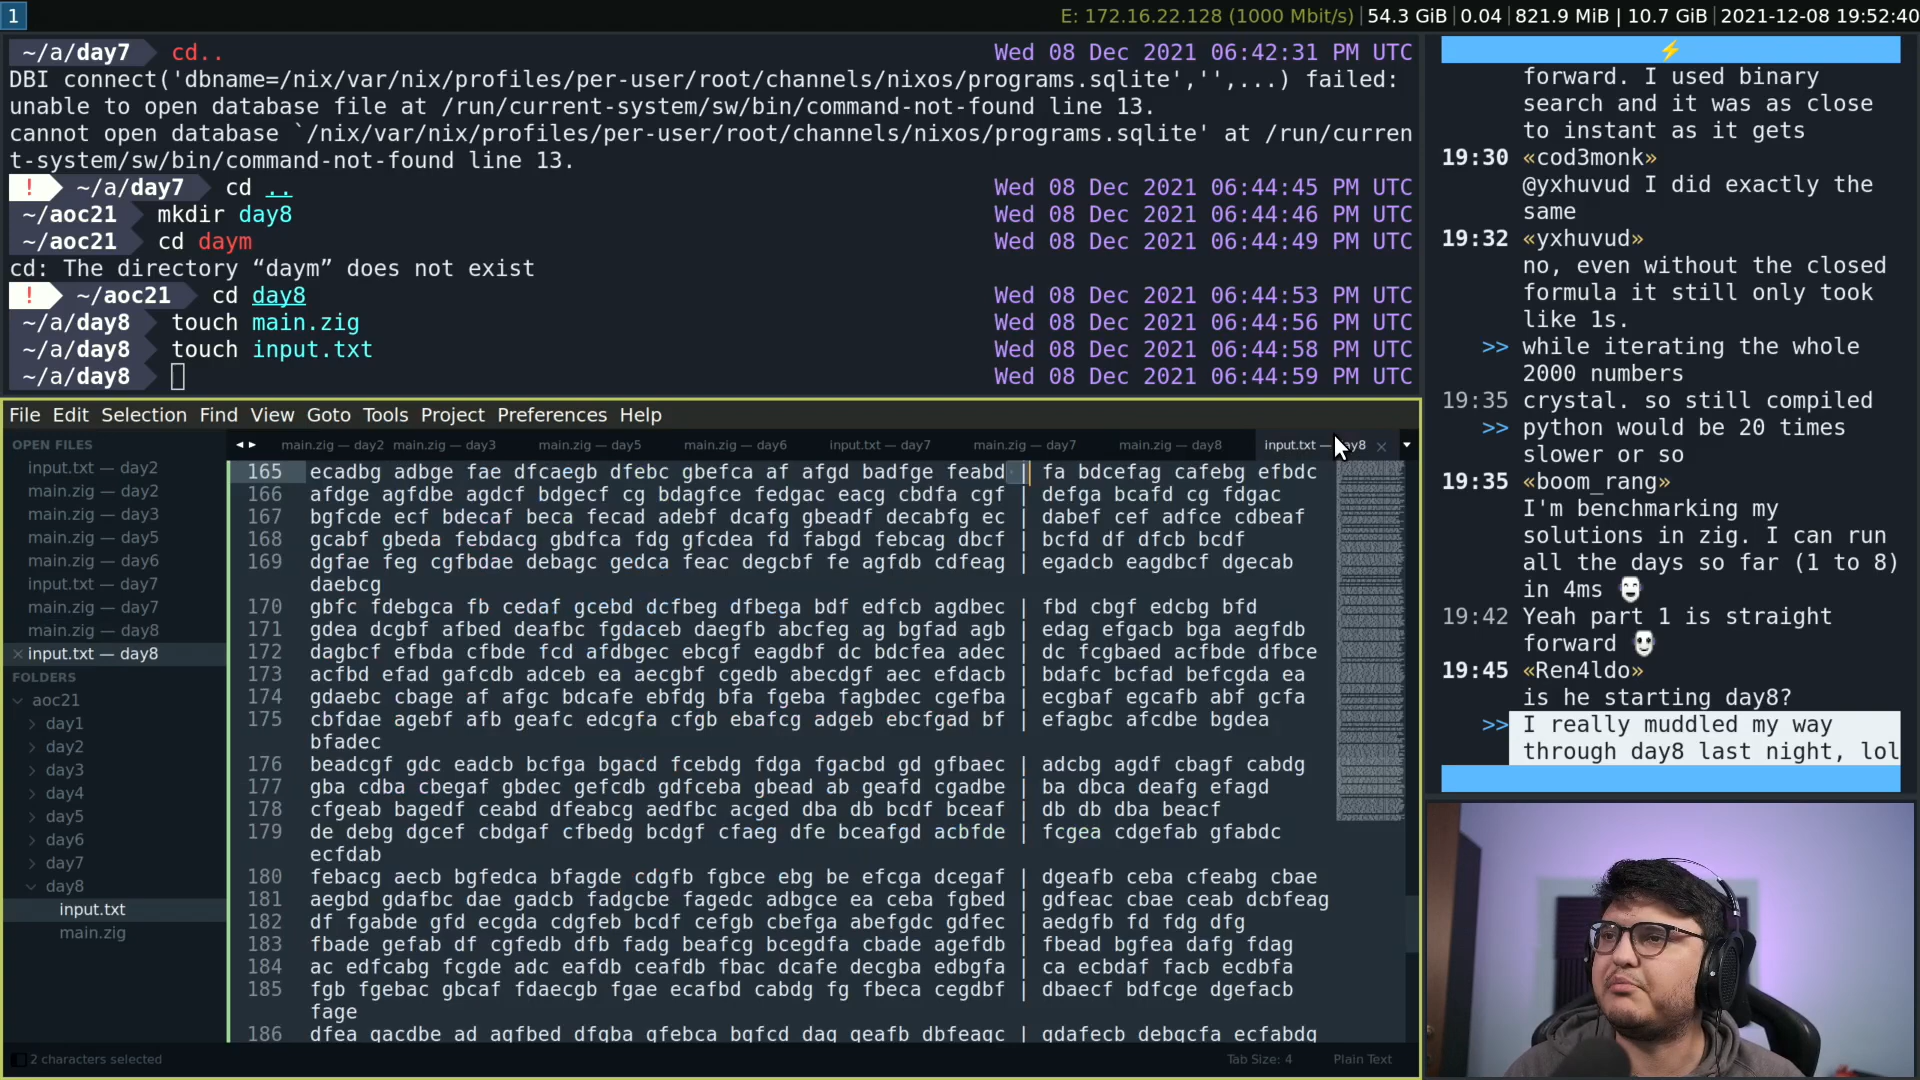 1
E: 172.16.22.128 (1000 Mbit/s) | 54.3 GiB | 0.04 | 821.9 MiB | 10.7 GiB | 2021-12-08 19:52:40
~/a/day7 cd.. Wed 08 Dec 2021 06:42:31 PM UTC
DBI connect('dbname=/nix/var/nix/profiles/per-user/root/channels/nixos/programs.sqlite','',...) failed:
unable to open database file at /run/current-system/sw/bin/command-not-found line 13.
cannot open database `/nix/var/nix/profiles/per-user/root/channels/nixos/programs.sqlite' at /run/curren
t-system/sw/bin/command-not-found line 13.
! ~/a/day7 cd .. Wed 08 Dec 2021 06:44:45 PM UTC
~/aoc21 mkdir day8 Wed 08 Dec 2021 06:44:46 PM UTC
~/aoc21 cd daym Wed 08 Dec 2021 06:44:49 PM UTC
cd: The directory “daym” does not exist
! ~/aoc21 cd day8 Wed 08 Dec 2021 06:44:53 PM UTC
~/a/day8 touch main.zig Wed 08 Dec 2021 06:44:56 PM UTC
~/a/day8 touch input.txt Wed 08 Dec 2021 06:44:58 PM UTC
~/a/day8 Wed 08 Dec 2021 06:44:59 PM UTC
File Edit Selection Find View Goto Tools Project Preferences Help
OPEN FILES
input.txt — day2
main.zig — day2
main.zig — day3
main.zig — day5
main.zig — day6
input.txt — day7
main.zig — day7
main.zig — day8
input.txt — day8
FOLDERS
aoc21
day1
day2
day3
day4
day5
day6
day7
day8
input.txt
main.zig
main.zig — day2 main.zig — day3 main.zig — day5 main.zig — day6 input.txt — day7 main.zig — day7 main.zig — day8 input.txt — day8
165 ecadbg adbge fae dfcaegb dfebc gbefca af afgd badfge feabd | fa bdcefag cafebg efbdc
166 afdge agfdbe agdcf bdgecf cg bdagfce fedgac eacg cbdfa cgf | defga bcafd cg fdgac
167 bgfcde ecf bdecaf beca fecad adebf dcafg gbeadf decabfg ec | dabef cef adfce cdbeaf
168 gcabf gbeda febdacg gbdfca fdg gfcdea fd fabgd febcag dbcf | bcfd df dfcb bcdf
169 dgfae feg cgfbdae debagc gedca feac degcbf fe agfdb cdfeag | egadcb eagdbcf dgecab
daebcg
170 gbfc fdebgca fb cedaf gcebd dcfbeg dfbega bdf edfcb agdbec | fbd cbgf edcbg bfd
171 gdea dcgbf afbed deafbc fgdaceb daegfb abcfeg ag bgfad agb | edag efgacb bga aegfdb
172 dagbcf efbda cfbde fcd afdbgec ebcgf eagdbf dc bdcfea adec | dc fcgbaed acfbde dfbce
173 acfbd efad gafcdb adceb ea aecgbf cgedb abecdgf aec efdacb | bdafc bcfad befcgda ea
174 gdaebc cbage af afgc bdcafe ebfdg bfa fgeba fagbdec cgefba | ecgbaf egcafb abf gcfa
175 cbfdae agebf afb geafc edcgfa cfgb ebafcg adgeb ebcfgad bf | efagbc afcdbe bgdea
bfadec
176 beadcgf gdc eadcb bcfga bgacd fcebdg fdga fgacbd gd gfbaec | adcbg agdf cbagf cabdg
177 gba cdba cbegaf gbdec gefcdb gdfceba gbdeca ab geafd cgadbe | ba dbca deafg efagd
178 cfgeab bagedf ceabd dfeabcg aedfbc acged dba db bcdf bceaf | db db dba beacf
179 de debg dgcef cbdgaf cfbedg bcdgf cfaeg dfe bceafgd acbfde | fcgea cdgefab gfabdc
ecfdab
180 febacg aecb bgfedca bfagde cdgfb fgbce ebg be efcga dcegaf | dgeafb ceba cfeabg cbae
181 aegbd gdafbc dae gadcb fadgcbe fagedc adbgce ea ceba fgbed | gdfeac cbae ceab dcbfeag
182 df fgabde gfd ecgda cdgfeb bcdf cefgb cbefga abefgdc gdfec | aedgfb fd fdg dfg
183 fbade gefab df cgfedb dfb fadg beafcg bcegdfa cbade agefdb | fbead bgfea dafg fdag
184 ac edfcabg fcgde adc eafdb ceafdb fbac dcafe decgba edbgfa | ca ecbdaf facb ecdbfa
185 fgb fgebac gbcaf fdaecgb fgae ecafbd cabdg fg fbeca cegdbf | dbaecf bdfcge dgefacb
fage
186 dfea gacdbe ad agfbed dfgba gfebca bgfcd dag geafb dbfeagc | gdafecb debgcfa ecfabdg
2 characters selected
Tab Size: 4 Plain Text
forward. I used binary
search and it was as close
to instant as it gets
19:30 «cod3monk»
@yxhuvud I did exactly the
same
19:32 «yxhuvud»
no, even without the closed
formula it still only took
like 1s.
>> while iterating the whole
2000 numbers
19:35 crystal. so still compiled
>> python would be 20 times
slower or so
19:35 «boom_rang»
I'm benchmarking my
solutions in zig. I can run
all the days so far (1 to 8)
in 4ms
19:42 Yeah part 1 is straight
forward
19:45 «Ren4ldo»
is he starting day8?
>> I really muddled my way
through day8 last night, lol